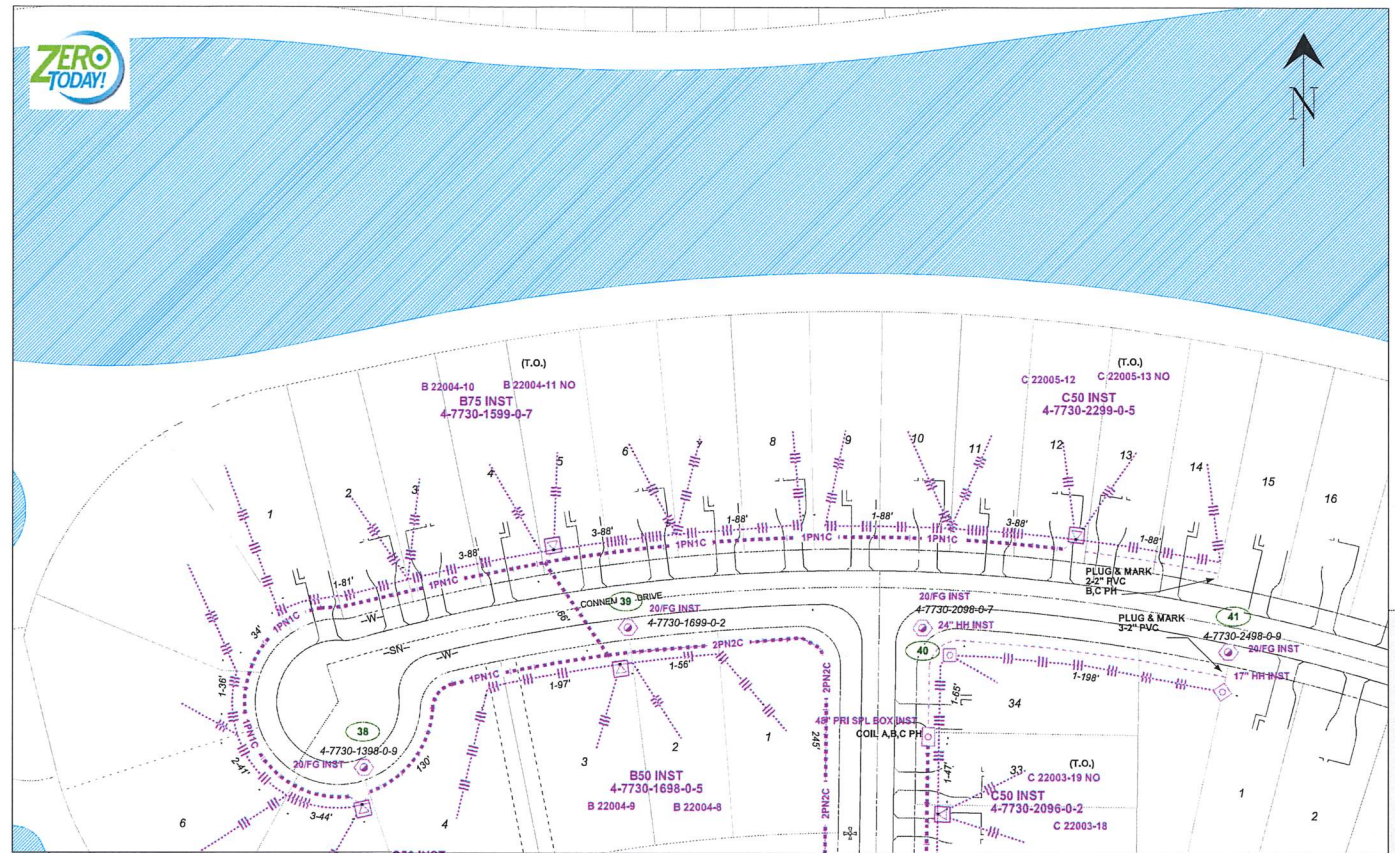 ZERO
TODAY!
N
(T.O.)
B 22004-10
B 22004-11 NO
B75 INST
4-7730-1599-0-7
(T.O.)
C 22005-12
C 22005-13 NO
C50 INST
4-7730-2299-0-5
1
2
3
4
5
6
7
8
9
10
11
12
13
14
15
16
1-81'
3-88'
3-88'
1-88'
1-88'
3-88'
1-88'
1PN1C
1PN1C
1PN1C
1PN1C
1PN1C
PLUG & MARK
2-2" PVC
B,C PH
34'
1-36'
1PN1C
2-41'
3-44'
130'
-W-
-SN-
-W-
DRIVE
39
20/FG INST
4-7730-1699-0-2
68'
20/FG INST
4-7730-2098-0-7
24" HH INST
40
PLUG & MARK
3-2" PVC
41
4-7730-2498-0-9
20/FG INST
17" HH INST
1PN1C
2PN2C
1-56'
1-97'
2PN2C
245'
2PN2C
1-65'
1-198'
34
48" PRI SPL BOX INST
COIL A,B,C PH
1-47'
38
4-7730-1398-0-9
20/FG INST
6
4
3
2
1
B50 INST
4-7730-1698-0-5
B 22004-9
B 22004-8
(T.O.)
33
C 22003-19 NO
C50 INST
4-7730-2096-0-2
C 22003-18
1
2